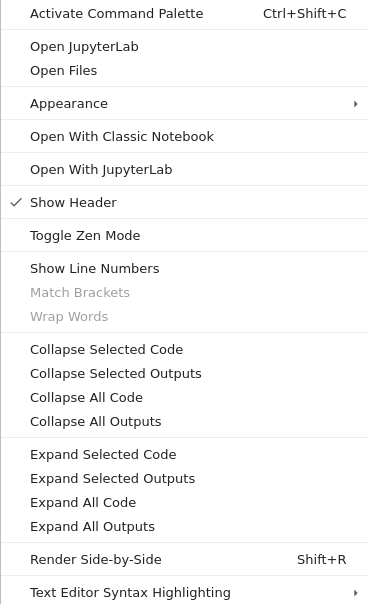 Activate Command Palette Ctrl+Shift+C
Open JupyterLab
Open Files
Appearance
Open With Classic Notebook
Open With JupyterLab
Show Header
Toggle Zen Mode
Show Line Numbers
Match Brackets
Wrap Words
Collapse Selected Code
Collapse Selected Outputs
Collapse All Code
Collapse All Outputs
Expand Selected Code
Expand Selected Outputs
Expand All Code
Expand All Outputs
Render Side-by-Side Shift+R
Text Editor Syntax Highlighting